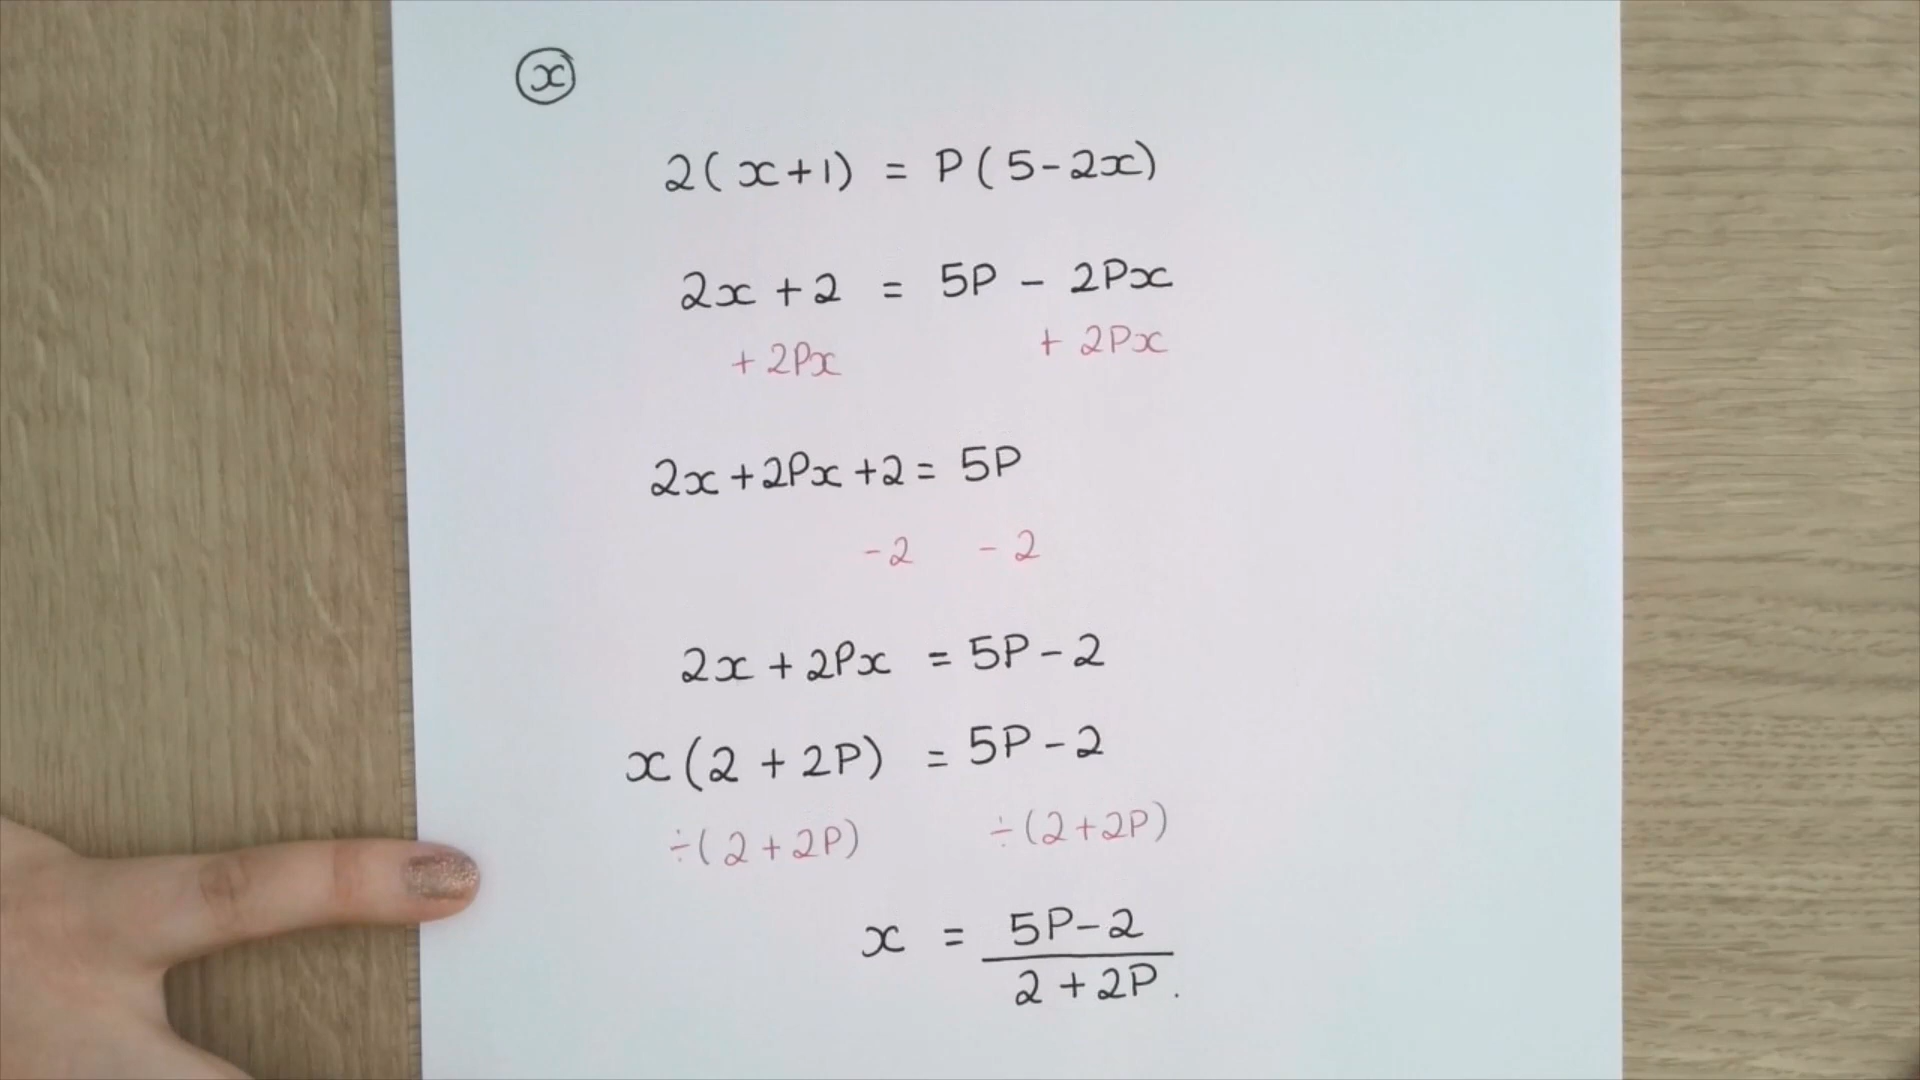 x
2(x+1) = P(5-2x)
2x+2 = 5P - 2Px
+ 2Px + 2Px
2x+2Px+2 = 5P
-2 -2
2x + 2Px = 5P - 2
x(2 + 2P) = 5P - 2
÷(2 + 2P) ÷(2+2P)
x = 5P-2
2 + 2P.